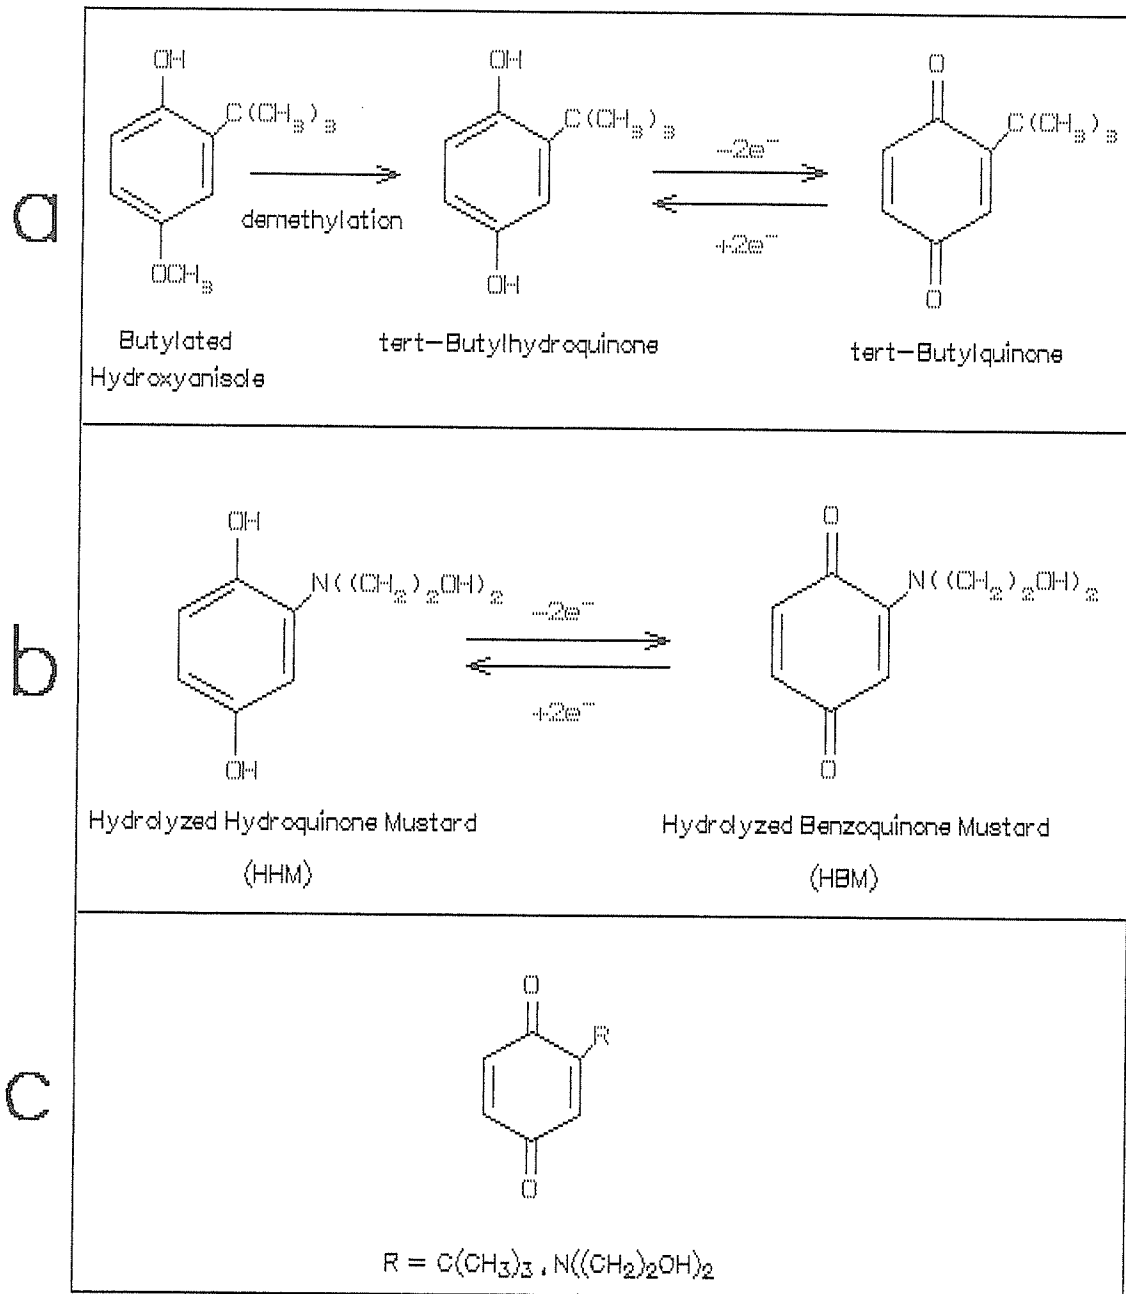 a
OH
C(CH₃)₃
OCH₃
Butylated
Hydroxyanisole
demethylation
OH
C(CH₃)₃
OH
tert-Butylhydroquinone
-2e⁻
+2e⁻
O
C(CH₃)₃
O
tert-Butylquinone
b
OH
N((CH₂)₂OH)₂
OH
Hydrolyzed Hydroquinone Mustard
(HHM)
-2e⁻
+2e⁻
O
N((CH₂)₂OH)₂
O
Hydrolyzed Benzoquinone Mustard
(HBM)
c
O
R
O
R = C(CH₃)₃, N((CH₂)₂OH)₂